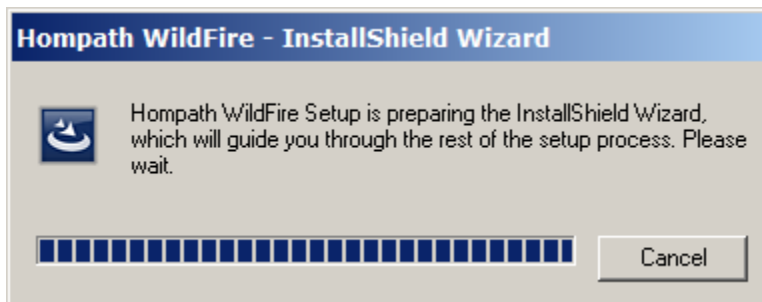 Hompath WildFire - InstallShield Wizard
Hompath WildFire Setup is preparing the InstallShield Wizard,
which will guide you through the rest of the setup process. Please
wait.
Cancel